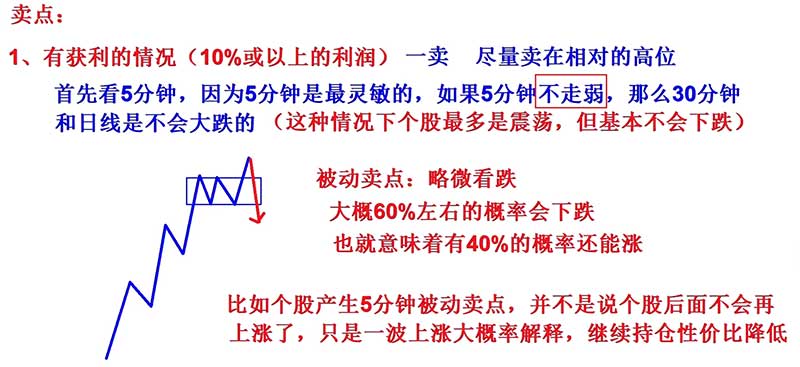 卖点：
1、有获利的情况（10%或以上的利润） 一卖 尽量卖在相对的高位
首先看5分钟，因为5分钟是最灵敏的，如果5分钟不走弱，那么30分钟
和日线是不会大跌的（这种情况下个股最多是震荡，但基本不会下跌）
被动卖点：略微看跌
大概60%左右的概率会下跌
也就意味着有40%的概率还能涨
比如个股产生5分钟被动卖点，并不是说个股后面不会再
上涨了，只是一波上涨大概率解释，继续持仓性价比降低